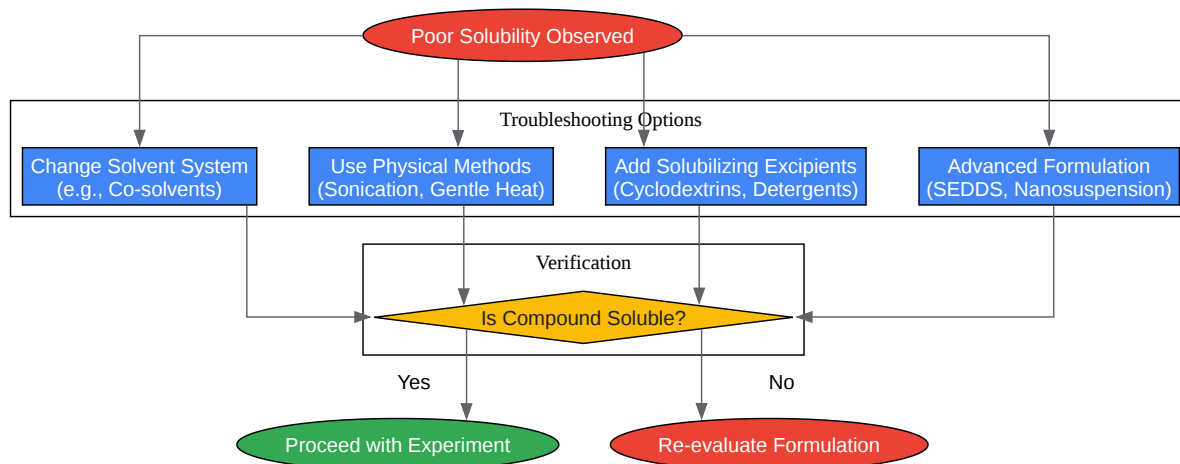 Poor Solubility Observed
Troubleshooting Options
Change Solvent System
(e.g., Co-solvents)
Use Physical Methods
(Sonication, Gentle Heat)
Add Solubilizing Excipients
(Cyclodextrins, Detergents)
Advanced Formulation
(SEDDS, Nanosuspension)
Verification
Is Compound Soluble?
Yes
No
Proceed with Experiment
Re-evaluate Formulation